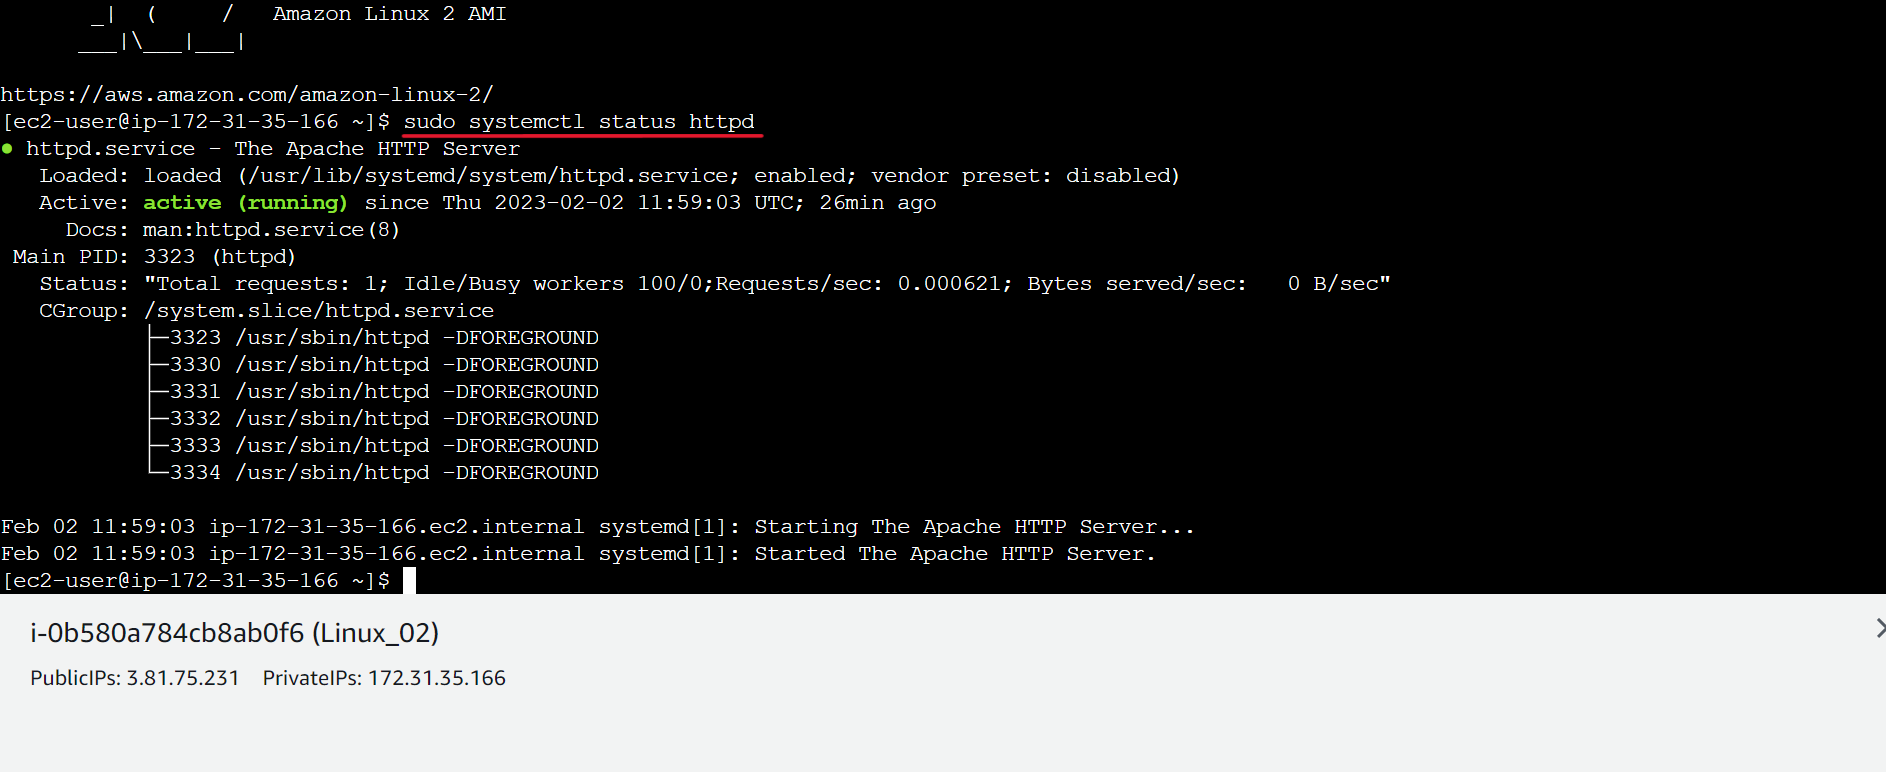 _|  (     /   Amazon Linux 2 AMI
___|\___|___|
https://aws.amazon.com/amazon-linux-2/
[ec2-user@ip-172-31-35-166 ~]$ sudo systemctl status httpd
● httpd.service - The Apache HTTP Server
Loaded: loaded (/usr/lib/systemd/system/httpd.service; enabled; vendor preset: disabled)
Active: active (running) since Thu 2023-02-02 11:59:03 UTC; 26min ago
Docs: man:httpd.service(8)
Main PID: 3323 (httpd)
Status: "Total requests: 1; Idle/Busy workers 100/0;Requests/sec: 0.000621; Bytes served/sec:   0 B/sec"
CGroup: /system.slice/httpd.service
├─3323 /usr/sbin/httpd -DFOREGROUND
├─3330 /usr/sbin/httpd -DFOREGROUND
├─3331 /usr/sbin/httpd -DFOREGROUND
├─3332 /usr/sbin/httpd -DFOREGROUND
├─3333 /usr/sbin/httpd -DFOREGROUND
└─3334 /usr/sbin/httpd -DFOREGROUND
Feb 02 11:59:03 ip-172-31-35-166.ec2.internal systemd[1]: Starting The Apache HTTP Server...
Feb 02 11:59:03 ip-172-31-35-166.ec2.internal systemd[1]: Started The Apache HTTP Server.
[ec2-user@ip-172-31-35-166 ~]$
i-0b580a784cb8ab0f6 (Linux_02)
PublicIPs: 3.81.75.231    PrivateIPs: 172.31.35.166